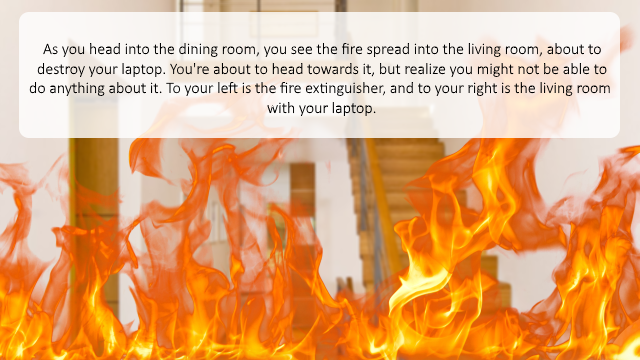 As you head into the dining room, you see the fire spread into the living room, about to
destroy your laptop. You're about to head towards it, but realize you might not be able to
do anything about it. To your left is the fire extinguisher, and to your right is the living room
with your laptop.